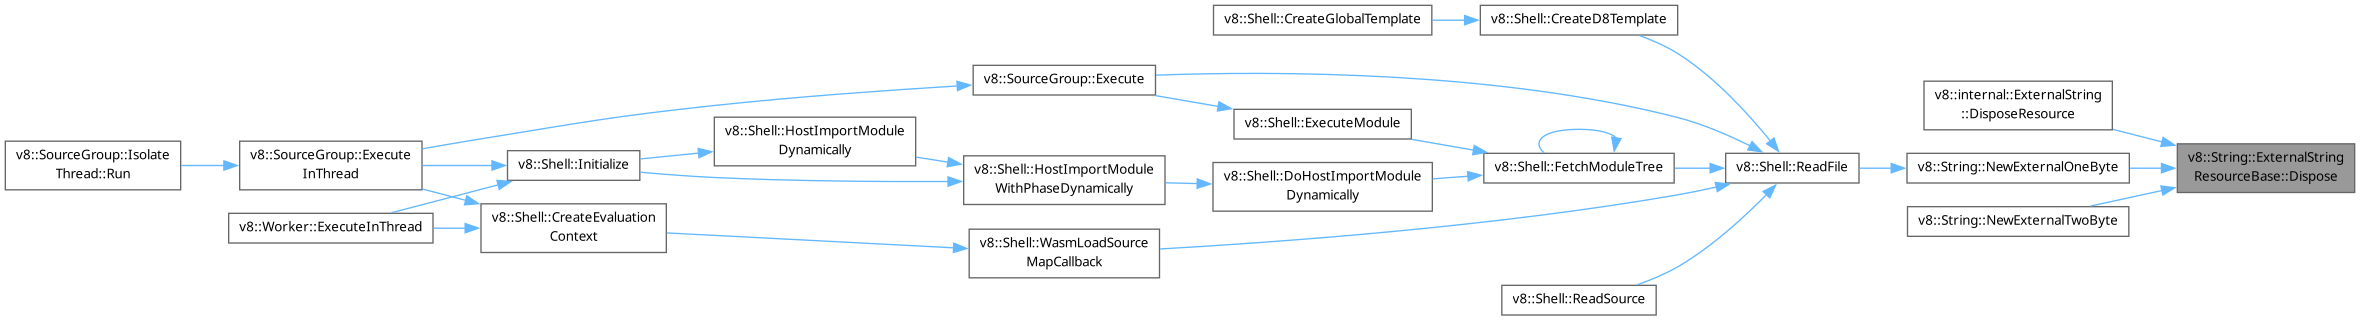 v8::Shell::CreateGlobalTemplate
v8::Shell::CreateD8Template
v8::SourceGroup::Execute
v8::internal::ExternalString
::DisposeResource
v8::Shell::ExecuteModule
v8::Shell::HostImportModule
Dynamically
v8::SourceGroup::Isolate
Thread::Run
v8::SourceGroup::Execute
InThread
v8::Shell::Initialize
v8::Shell::HostImportModule
WithPhaseDynamically
v8::Shell::DoHostImportModule
Dynamically
v8::Shell::FetchModuleTree
v8::Shell::ReadFile
v8::String::NewExternalOneByte
v8::String::ExternalString
ResourceBase::Dispose
v8::Worker::ExecuteInThread
v8::Shell::CreateEvaluation
Context
v8::String::NewExternalTwoByte
v8::Shell::WasmLoadSource
MapCallback
v8::Shell::ReadSource